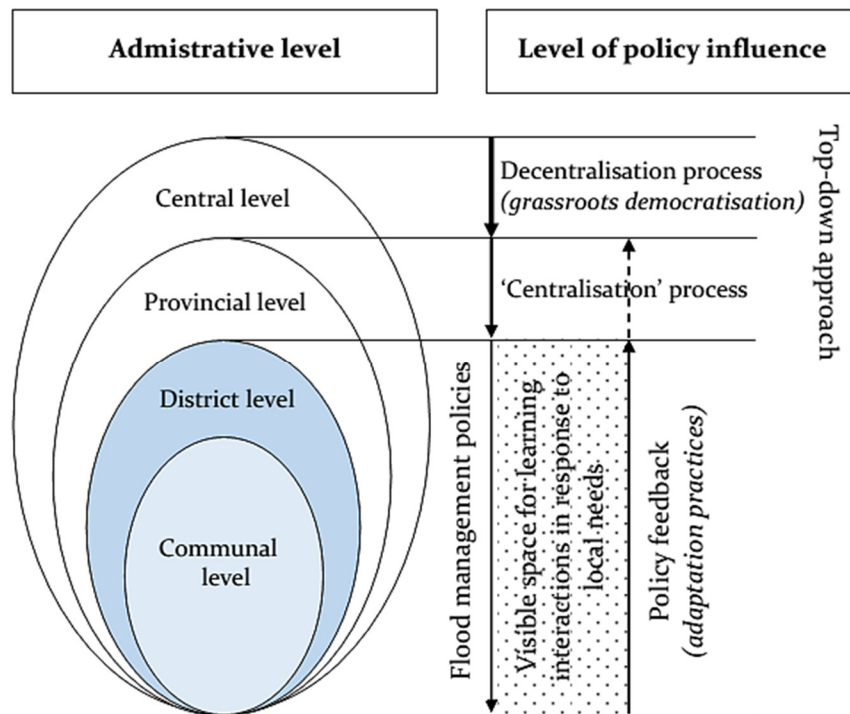 Admistrative level
Level of policy influence
Central level
Provincial level
District level
Communal
level
Decentralisation process
(grassroots democratisation)
‘Centralisation’ process
Flood management policies
Visible space for learning
interactions in response to
local needs
Policy feedback
(adaptation practices)
Top-down approach